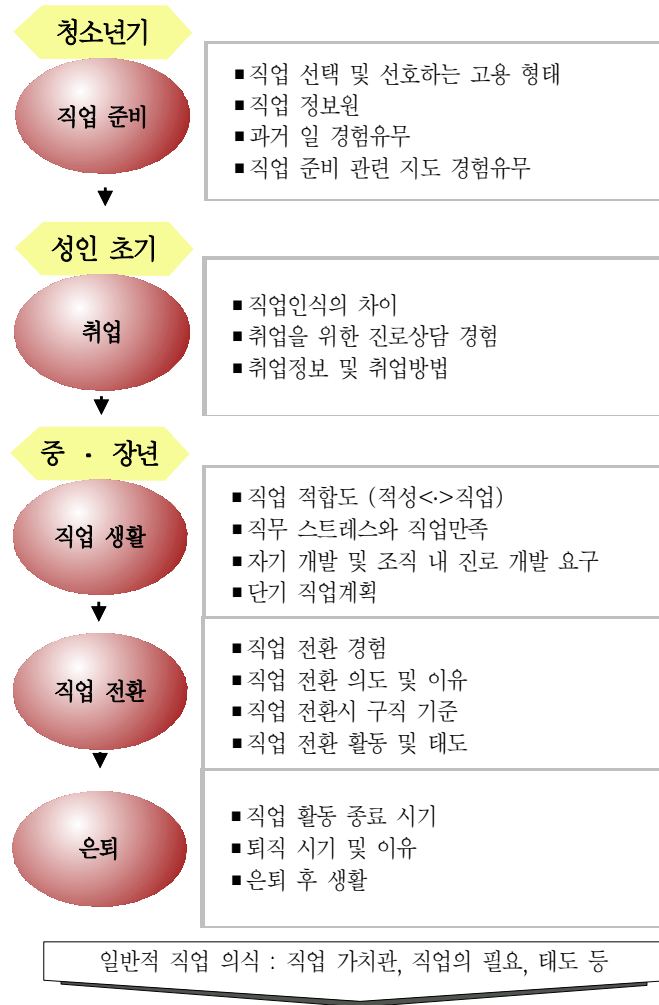 청소년기
직업 준비
■직업 선택 및 선호하는 고용 형태
■직업 정보원
■과거 일 경험유무
■직업 준비 관련 지도 경험유무
성인 초기
취업
■직업인식의 차이
■취업을 위한 진로상담 경험
■취업정보 및 취업방법
중 · 장년
직업 생활
■직업 적합도 (적성<·>직업)
■직무 스트레스와 직업만족
■자기 개발 및 조직 내 진로 개발 요구
■단기 직업계획
직업 전환
■직업 전환 경험
■직업 전환 의도 및 이유
■직업 전환시 구직 기준
■직업 전환 활동 및 태도
은퇴
■직업 활동 종료 시기
■퇴직 시기 및 이유
■은퇴 후 생활
일반적 직업 의식 : 직업 가치관, 직업의 필요, 태도 등